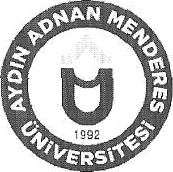 AYDIN ADNAN MENDERES
1992
ÜNİVERSİTESİ